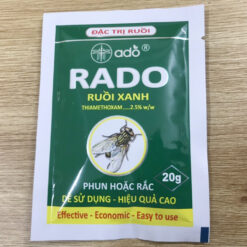 ĐẶC TRỊ RUỒI
ado ®
RADO
RUỒI XANH
THIAMETHOXAM.....2.5% w/w
20g
PHUN HOẶC RẮC
DỄ SỬ DỤNG - HIỆU QUẢ CAO
Effective - Economic - Easy to use